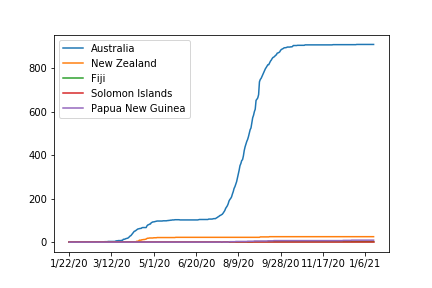 Australia
New Zealand
Fiji
Solomon Islands
Papua New Guinea
800
600
400
200
0
1/22/20 3/12/20 5/1/20 6/20/20 8/9/20 9/28/20 11/17/20 1/6/21